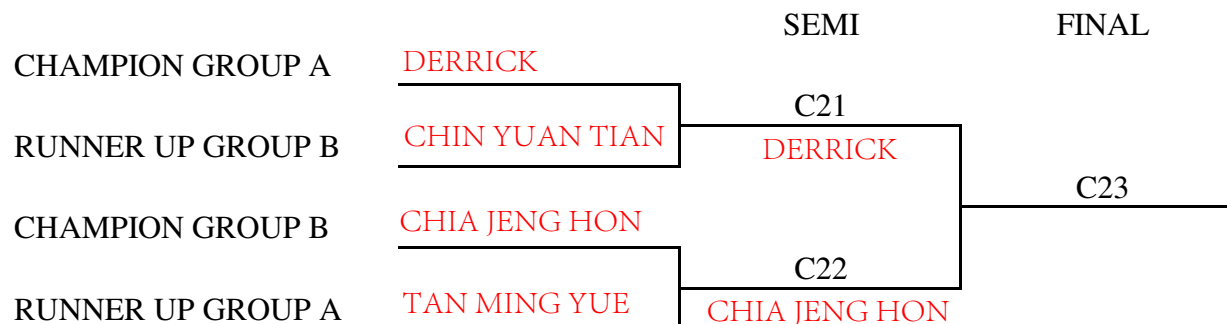 SEMI FINAL
CHAMPION GROUP A DERRICK
C21
RUNNER UP GROUP B CHIN YUAN TIAN DERRICK
C23
CHAMPION GROUP B CHIA JENG HON
C22
RUNNER UP GROUP A TAN MING YUE CHIA JENG HON